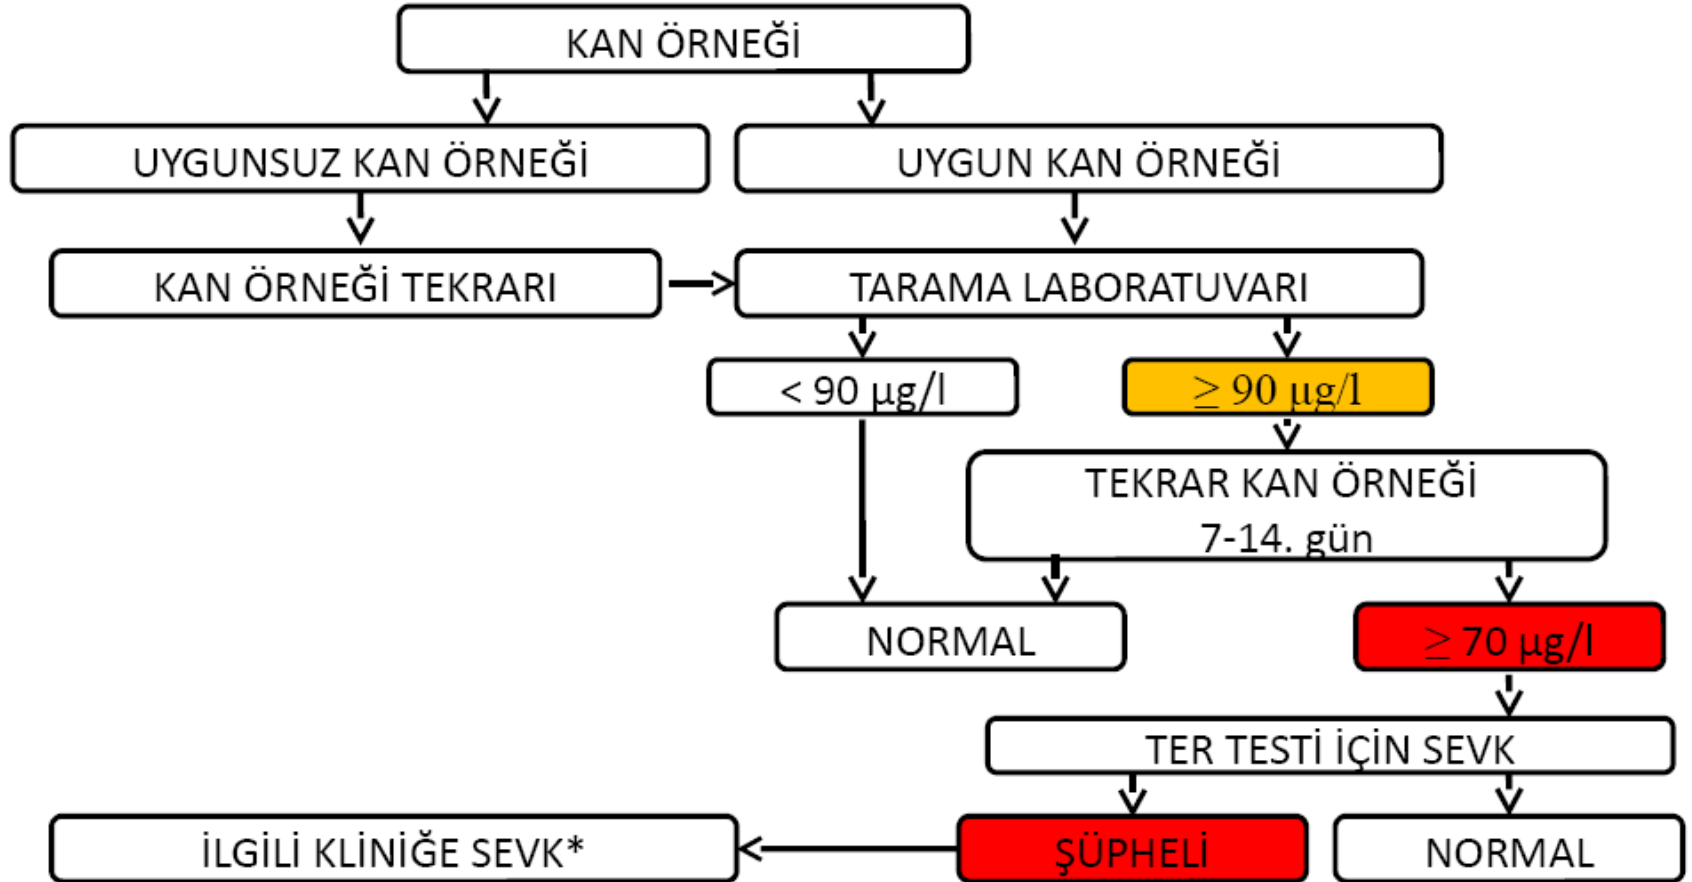 KAN ÖRNEĞİ
UYGUNSUZ KAN ÖRNEĞİ
UYGUN KAN ÖRNEĞİ
KAN ÖRNEĞİ TEKRARI
TARAMA LABORATUVARI
< 90 µg/l
≥ 90 µg/l
TEKRAR KAN ÖRNEĞİ
7-14. gün
NORMAL
≥ 70 µg/l
TER TESTİ İÇİN SEVK
İLGİLİ KLİNİĞE SEVK*
ŞÜPHELİ
NORMAL